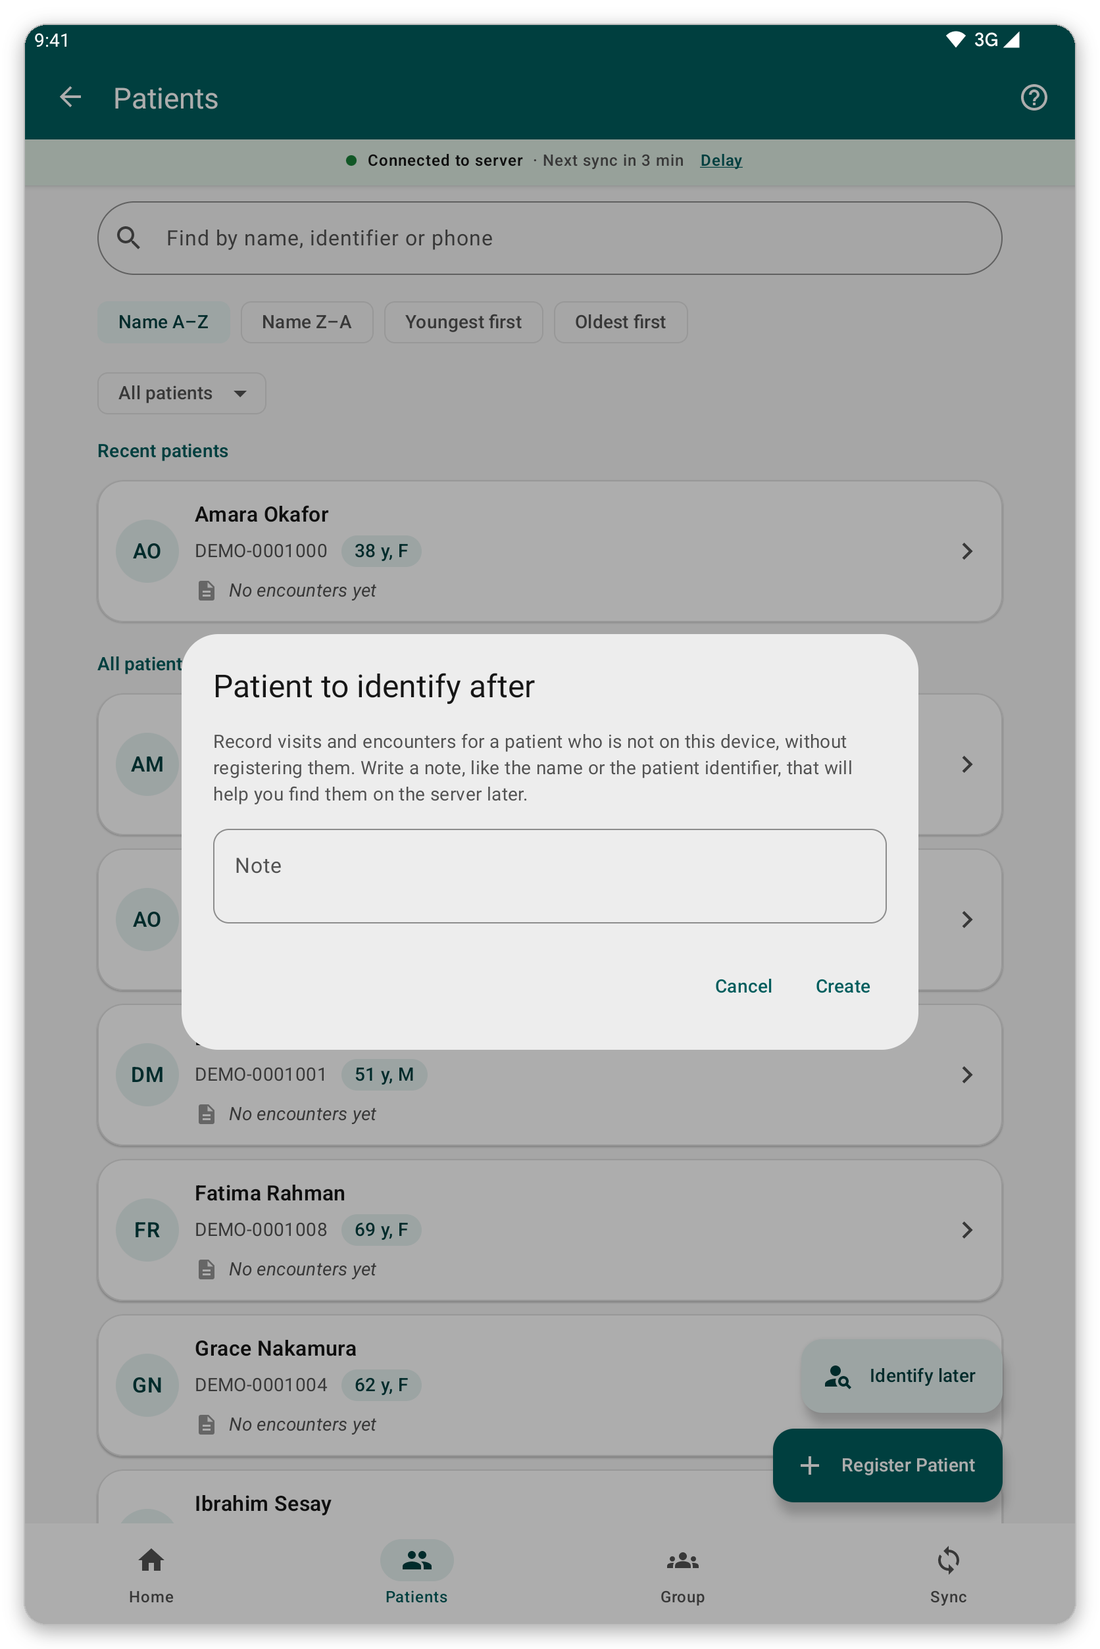 9:41
3G
Patients
Connected to server · Next sync in 3 min Delay
Find by name, identifier or phone
Name A–Z
Name Z–A
Youngest first
Oldest first
All patients
Recent patients
AO
Amara Okafor
DEMO-0001000 38 y, F
No encounters yet
All patient
Patient to identify after
Record visits and encounters for a patient who is not on this device, without
registering them. Write a note, like the name or the patient identifier, that will
help you find them on the server later.
Note
Cancel
Create
AM
AO
DM
DEMO-0001001 51 y, M
No encounters yet
FR
Fatima Rahman
DEMO-0001008 69 y, F
No encounters yet
GN
Grace Nakamura
DEMO-0001004 62 y, F
No encounters yet
Identify later
Register Patient
Ibrahim Sesay
Home
Patients
Group
Sync